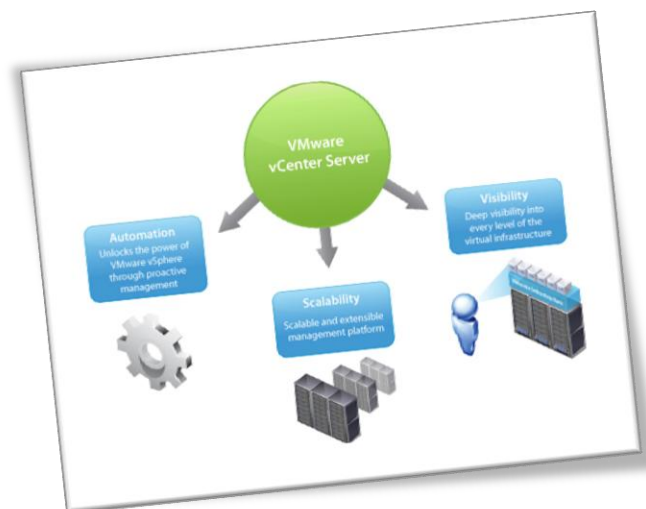 VMware
vCenter Server
Automation
Unlocks the power of
VMware vSphere
through proactive
management
Scalability
Scalable and extensible
management platform
Visibility
Deep visibility into
every level of the
virtual infrastructure